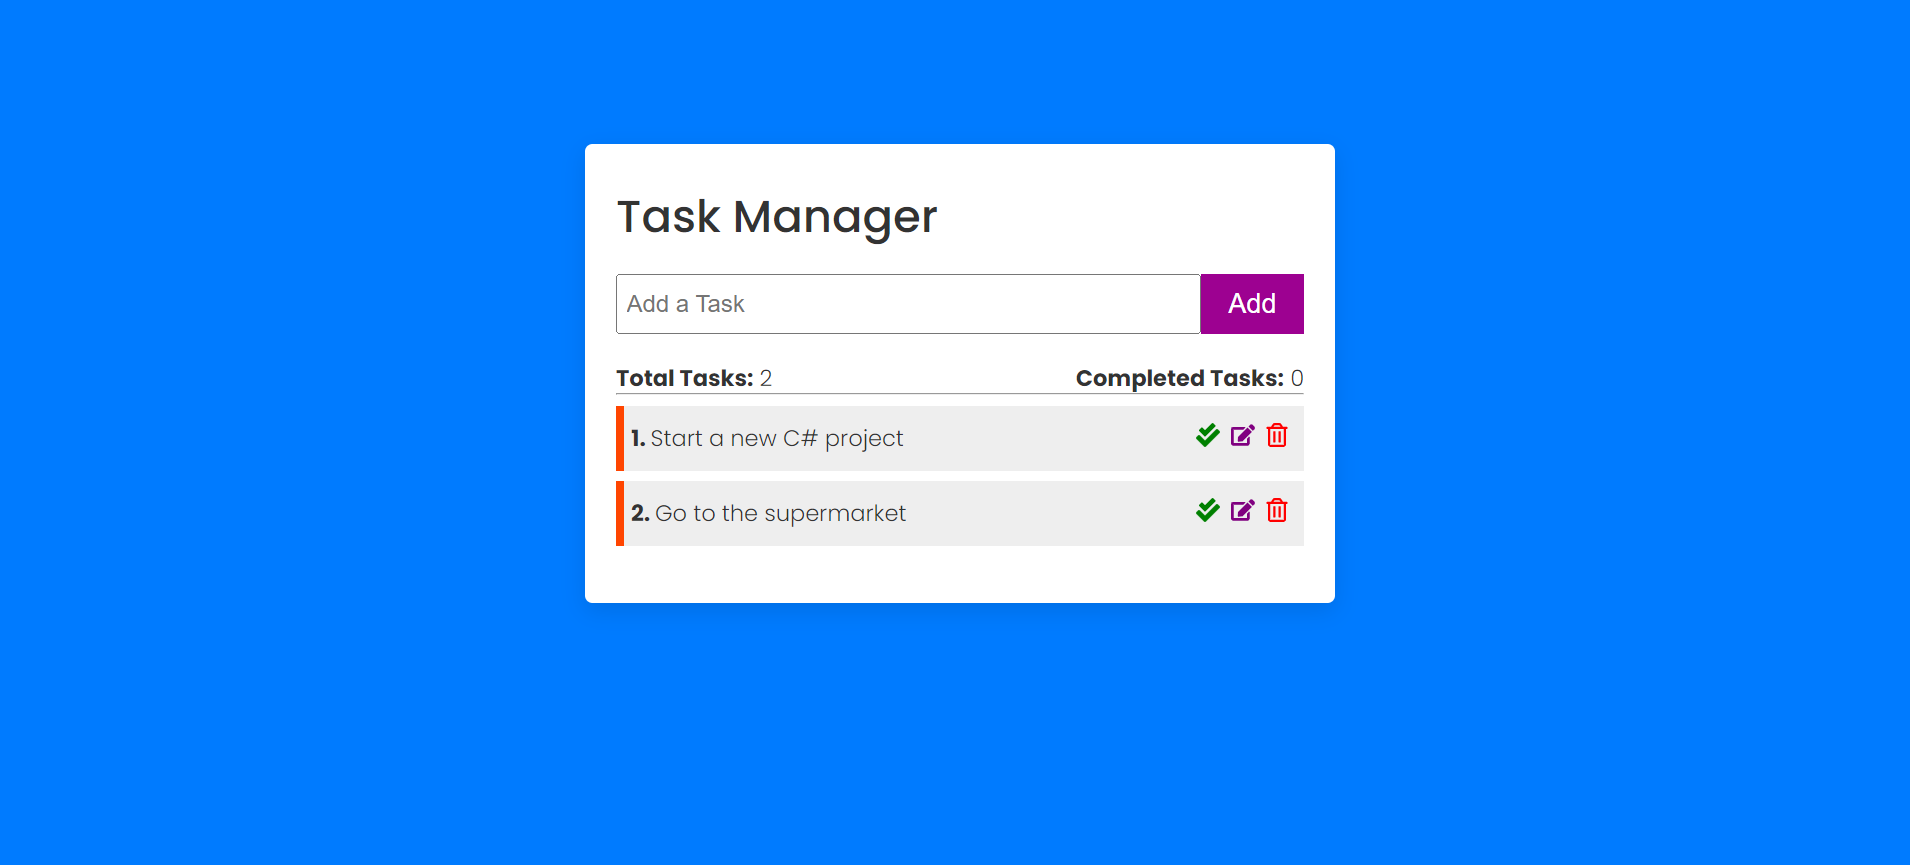 Task Manager
Add a Task
Add
Total Tasks: 2
Completed Tasks: 0
1. Start a new C# project
2. Go to the supermarket